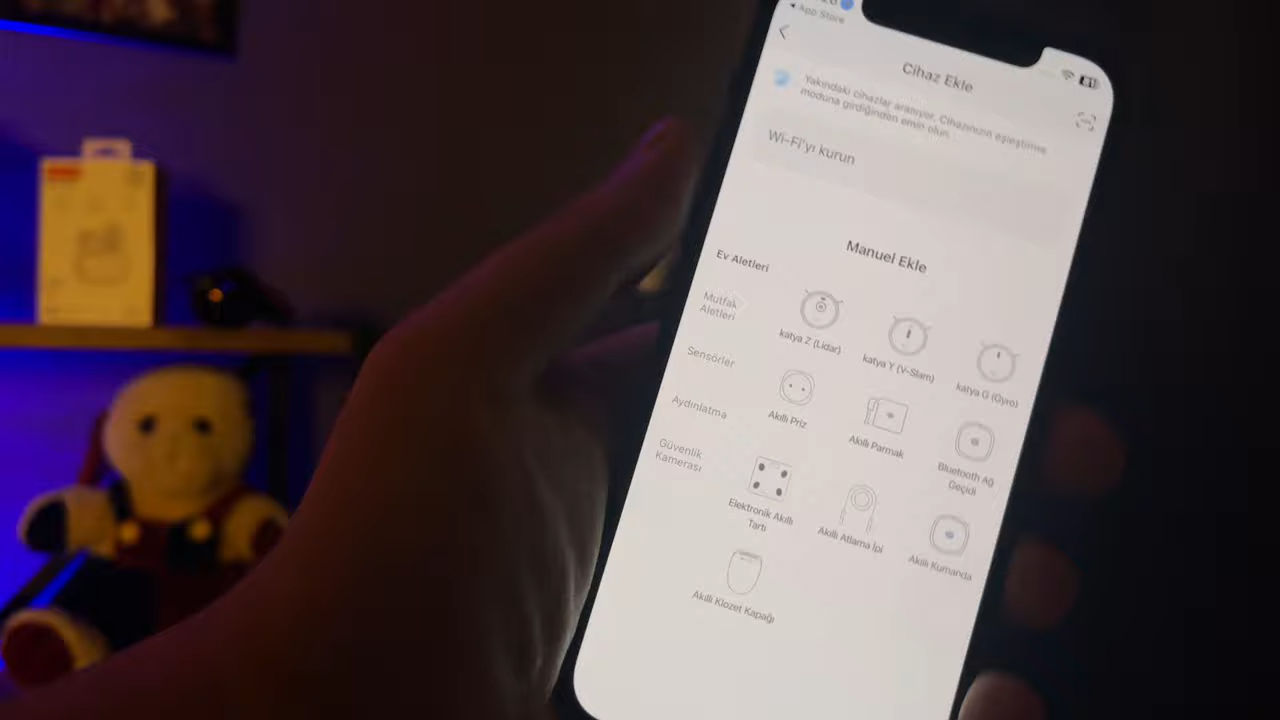 App Store
Cihaz Ekle
Yakındaki cihazlar aranıyor. Cihazınızın eşleştirme
moduna girdiğinden emin olun.
Wi-Fi'yı kurun
Manuel Ekle
Ev Aletleri
Mutfak
Aletleri
Sensörler
Aydınlatma
Güvenlik
Kamerası
katya Z (Lidar)
katya Y (V-Slam)
katya G (Gyro)
Akıllı Priz
Akıllı Parmak
Bluetooth Ağ
Geçidi
Elektronik Akıllı
Tartı
Akıllı Atlama İpi
Akıllı Kumanda
Akıllı Klozet Kapağı